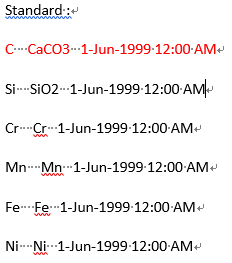 Standard :
C   CaCO3   1-Jun-1999 12:00 AM
Si   SiO2   1-Jun-1999 12:00 AM
Cr   Cr   1-Jun-1999 12:00 AM
Mn   Mn   1-Jun-1999 12:00 AM
Fe   Fe   1-Jun-1999 12:00 AM
Ni   Ni   1-Jun-1999 12:00 AM